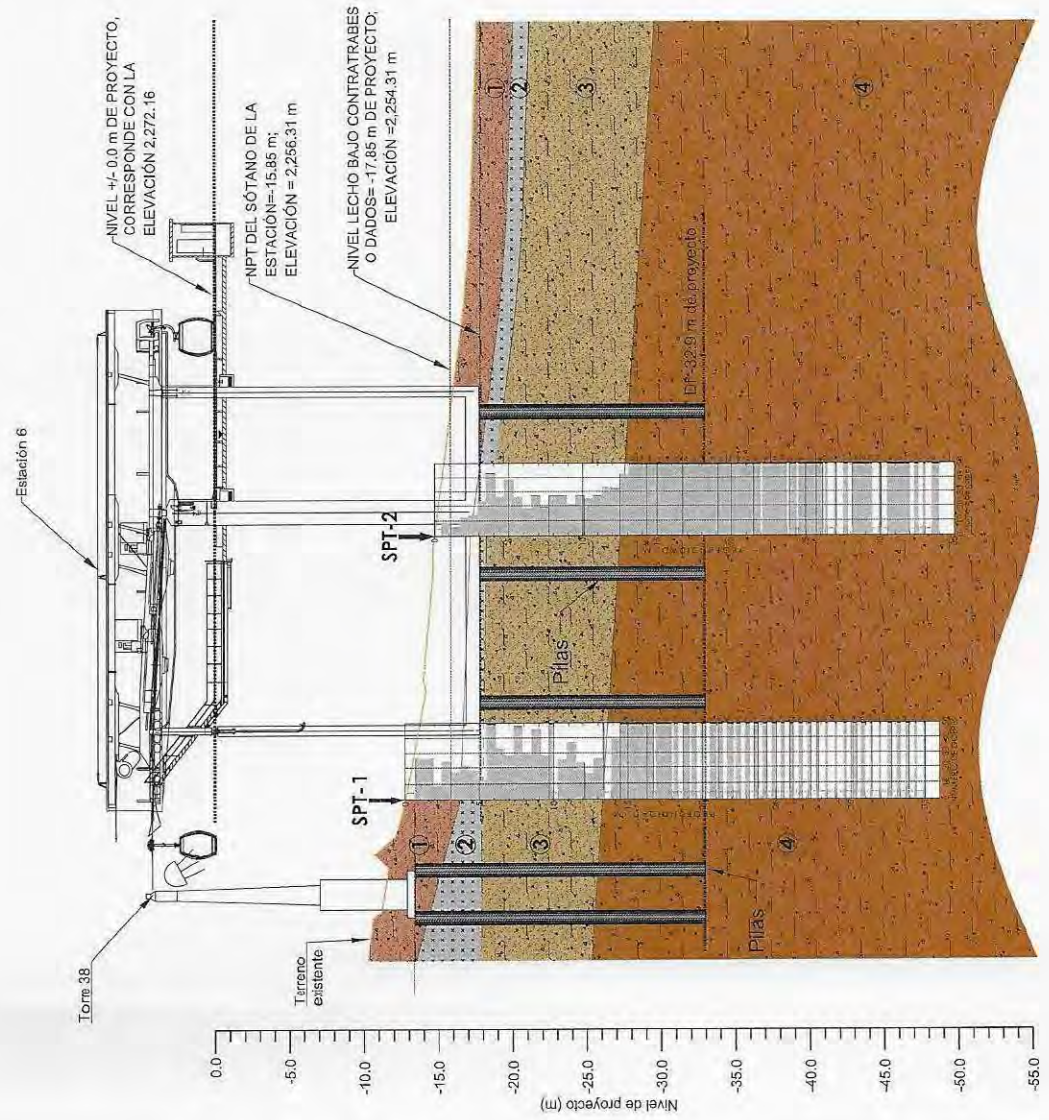 Estación 6
Torre 38
NIVEL +/- 0.0 m DE PROYECTO,
CORRESPONDE CON LA
ELEVACIÓN 2,272.16
NPT DEL SÓTANO DE LA
ESTACIÓN=-15.85 m;
ELEVACIÓN = 2,256.31 m
NIVEL LECHO BAJO CONTRATRABES
O DADOS= -17.85 m DE PROYECTO;
ELEVACIÓN =2,254.31 m
Terreno
existente
SPT-1
SPT-2
1
2
3
4
1
2
3
4
Pilas
Pilas
DP-32.9 m de proyecto
Nivel de proyecto (m)
0.0
-5.0
-10.0
-15.0
-20.0
-25.0
-30.0
-35.0
-40.0
-45.0
-50.0
-55.0